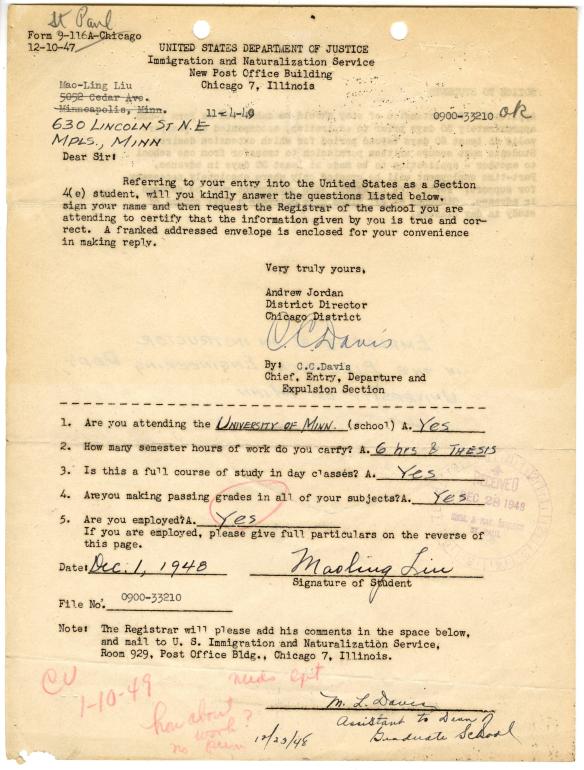 St Paul
Form 9-116A-Chicago
12-10-47
UNITED STATES DEPARTMENT OF JUSTICE
Immigration and Naturalization Service
New Post Office Building
Chicago 7, Illinois
Mao-Ling Liu
5052 Cedar Ave.
Minneapolis, Minn.
11-4-49
0900-33210 OK
630 LINCOLN ST N.E
MPLS., MINN
Dear Sir:
Referring to your entry into the United States as a Section
4(e) student, will you kindly answer the questions listed below,
sign your name and then request the Registrar of the school you are
attending to certify that the information given by you is true and cor-
rect. A franked addressed envelope is enclosed for your convenience
in making reply.
Very truly yours,
Andrew Jordan
District Director
Chicago District
C.C. Davis
By: C.C.Davis
Chief, Entry, Departure and
Expulsion Section
1. Are you attending the UNIVERSITY OF MINN. (school) A. Yes
2. How many semester hours of work do you carfy? A. 6 hrs & THESIS
3. Is this a full course of study in day classes? A. Yes
4. Areyou making passing grades in all of your subjects?A. Yes
RECEIVED
DEC 28 1948
5. Are you employed?A. Yes
If you are employed, please give full particulars on the reverse of
this page.
Date: Dec. 1, 1948 Maoling Liu
Signature of Student
File No. 0900-33210
Note: The Registrar will please add his comments in the space below,
and mail to U. S. Immigration and Naturalization Service,
Room 929, Post Office Bldg., Chicago 7, Illinois.
CU
1-10-49
needs
how about
work?
no
M. L. Davis
Assistant to Dean of
Graduate School
12/23/48